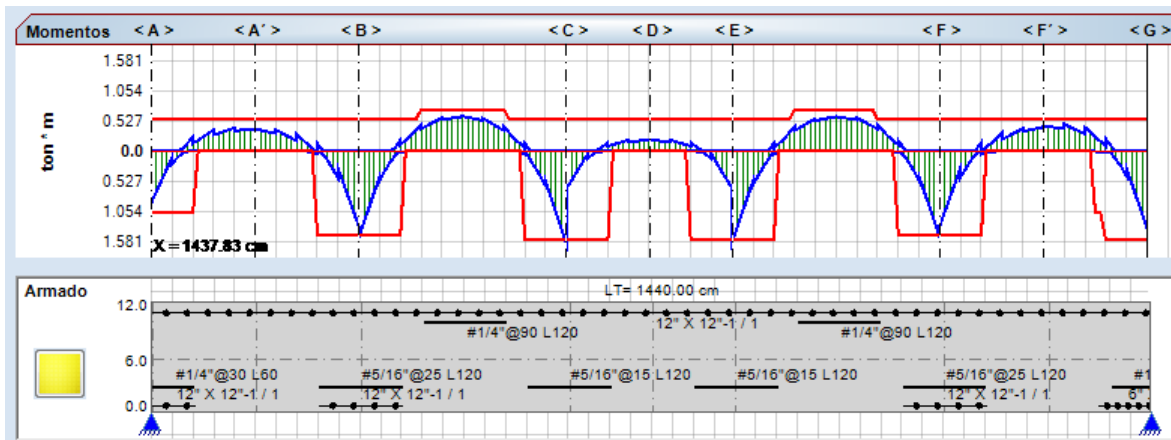 Momentos <A> <A´> <B> <C> <D> <E> <F> <F´> <G>
1.581
1.054
0.527
0.0
0.527
1.054
1.581
ton * m
X = 1437.83 cm
Armado
LT= 1440.00 cm
12.0
6.0
0.0
12" X 12"-1 / 1
#1/4"@90 L120
#1/4"@90 L120
#1/4"@30 L60
#5/16"@25 L120
#5/16"@15 L120
#5/16"@15 L120
#5/16"@25 L120
#1
12" X 12"-1 / 1
12" X 12"-1 / 1
12" X 12"-1 / 1
6"